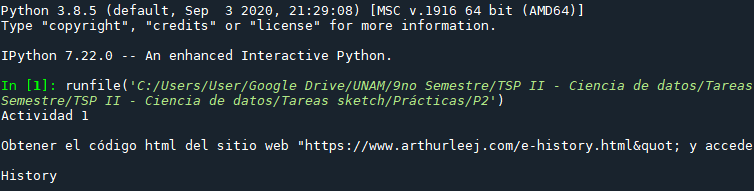 Python 3.8.5 (default, Sep  3 2020, 21:29:08) [MSC v.1916 64 bit (AMD64)]
Type "copyright", "credits" or "license" for more information.
IPython 7.22.0 -- An enhanced Interactive Python.
In [1]: runfile('C:/Users/User/Google Drive/UNAM/9no Semestre/TSP II - Ciencia de datos/Tareas
Semestre/TSP II - Ciencia de datos/Tareas sketch/Prácticas/P2')
Actividad 1
Obtener el código html del sitio web "https://www.arthurleej.com/e-history.html&quot; y accede
History